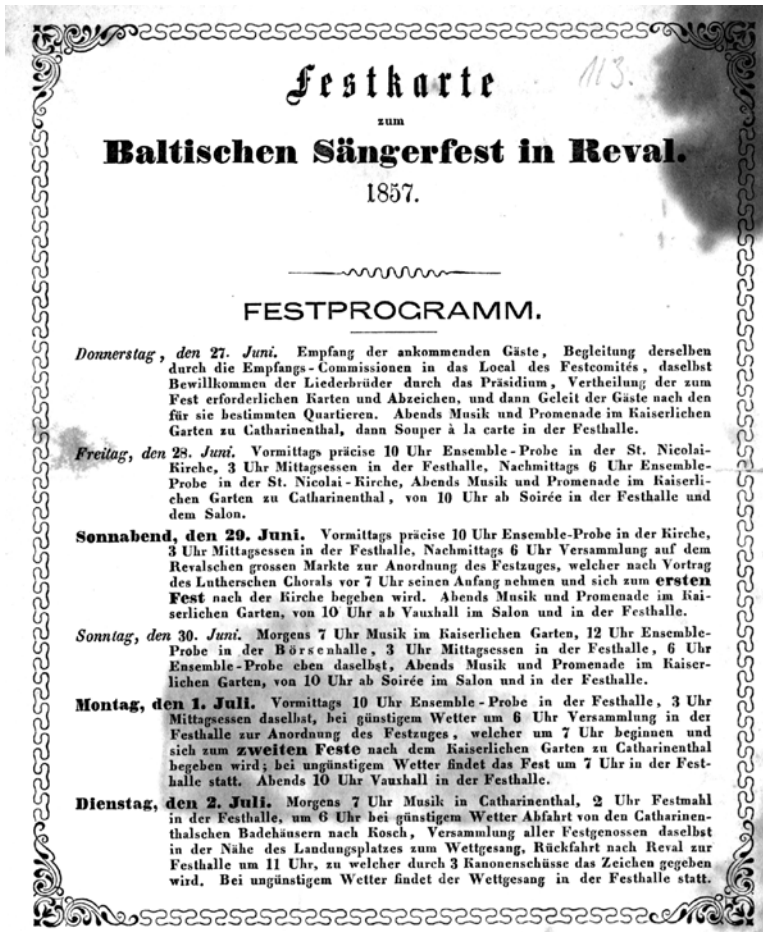 113.
Festkarte
zum
Baltischen Sängerfest in Reval.
1857.
FESTPROGRAMM.
Donnerstag, den 27. Juni. Empfang der ankommenden Gäste, Begleitung derselben
durch die Empfangs-Commissionen in das Local des Festcomités, daselbst
Bewillkommen der Liederbrüder durch das Präsidium, Vertheilung der zum
Fest erforderlichen Karten und Abzeichen, und dann Geleit der Gäste nach den
für sie bestimmten Quartieren. Abends Musik und Promenade im Kaiserlichen
Garten zu Catharinenthal, dann Souper à la carte in der Festhalle.
Freitag, den 28. Juni. Vormittags präcise 10 Uhr Ensemble-Probe in der St. Nicolai-
Kirche, 3 Uhr Mittagsessen in der Festhalle, Nachmittags 6 Uhr Ensemble-
Probe in der St. Nicolai-Kirche, Abends Musik und Promenade im Kaiserli-
chen Garten zu Catharinenthal, von 10 Uhr ab Soirée in der Festhalle und
dem Salon.
Sonnabend, den 29. Juni. Vormittags präcise 10 Uhr Ensemble-Probe in der Kirche,
3 Uhr Mittagsessen in der Festhalle, Nachmittags 6 Uhr Versammlung auf dem
Revalschen grossen Markte zur Anordnung des Festzuges, welcher nach Vortrag
des Lutherschen Chorals vor 7 Uhr seinen Anfang nehmen und sich zum ersten
Fest nach der Kirche begeben wird. Abends Musik und Promenade im Kai-
serlichen Garten, von 10 Uhr ab Vauxhall im Salon und in der Festhalle.
Sonntag, den 30. Juni. Morgens 7 Uhr Musik im Kaiserlichen Garten, 12 Uhr Ensemble-
Probe in der Börsenhalle, 3 Uhr Mittagsessen in der Festhalle, 6 Uhr
Ensemble-Probe eben daselbst, Abends Musik und Promenade im Kaiser-
lichen Garten, von 10 Uhr ab Soirée im Salon und in der Festhalle.
Montag, den 1. Juli. Vormittags 10 Uhr Ensemble-Probe in der Festhalle, 3 Uhr
Mittagsessen daselbst, bei günstigem Wetter um 6 Uhr Versammlung in der
Festhalle zur Anordnung des Festzuges, welcher um 7 Uhr beginnen und
sich zum zweiten Feste nach dem Kaiserlichen Garten zu Catharinenthal
begeben wird; bei ungünstigem Wetter findet das Fest um 7 Uhr in der Fest-
halle statt. Abends 10 Uhr Vauxhall in der Festhalle.
Dienstag, den 2. Juli. Morgens 7 Uhr Musik in Catharinenthal, 2 Uhr Festmahl
in der Festhalle, um 6 Uhr bei günstigem Wetter Abfahrt von den Catharinen-
thalschen Badehäusern nach Kosch, Versammlung aller Festgenossen daselbst
in der Nähe des Landungsplatzes zum Wettgesang, Rückfahrt nach Reval zur
Festhalle um 11 Uhr, zu welcher durch 3 Kanonenschüsse das Zeichen gegeben
wird. Bei ungünstigem Wetter findet der Wettgesang in der Festhalle statt.